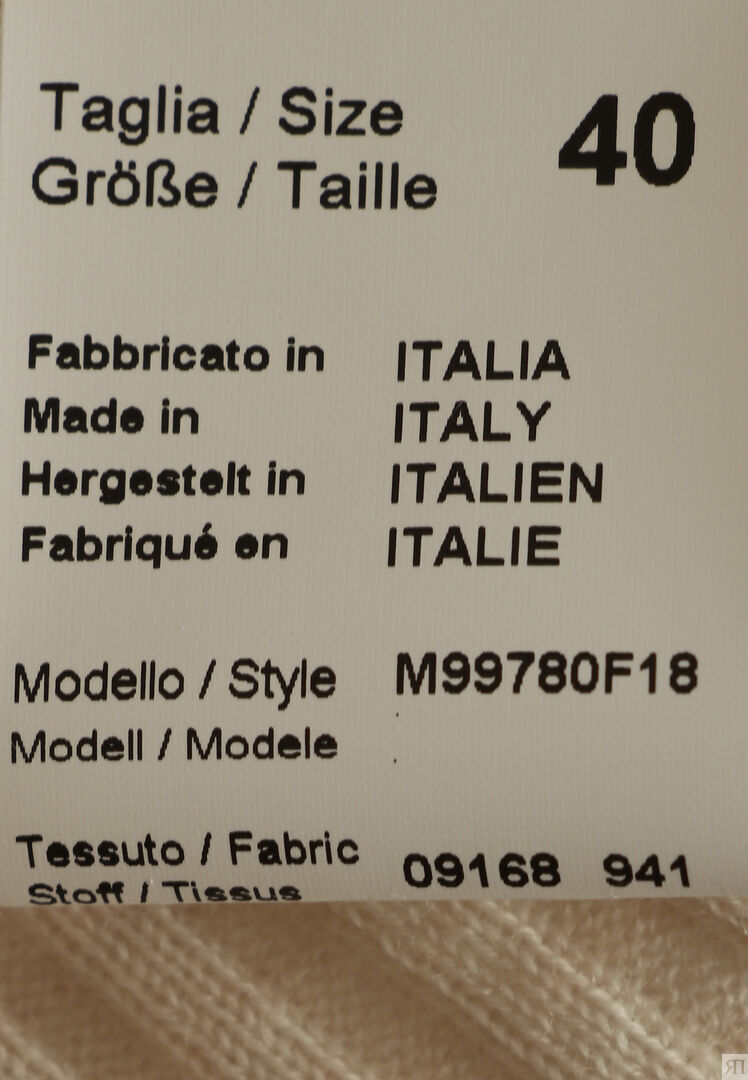 Taglia / Size 40
Größe / Taille
Fabbricato in ITALIA
Made in ITALY
Hergestelt in ITALIEN
Fabriqué en ITALIE
Modello / Style M99780F18
Modell / Modele
Tessuto / Fabric 09168 941
Stoff / Tissus
ЯП